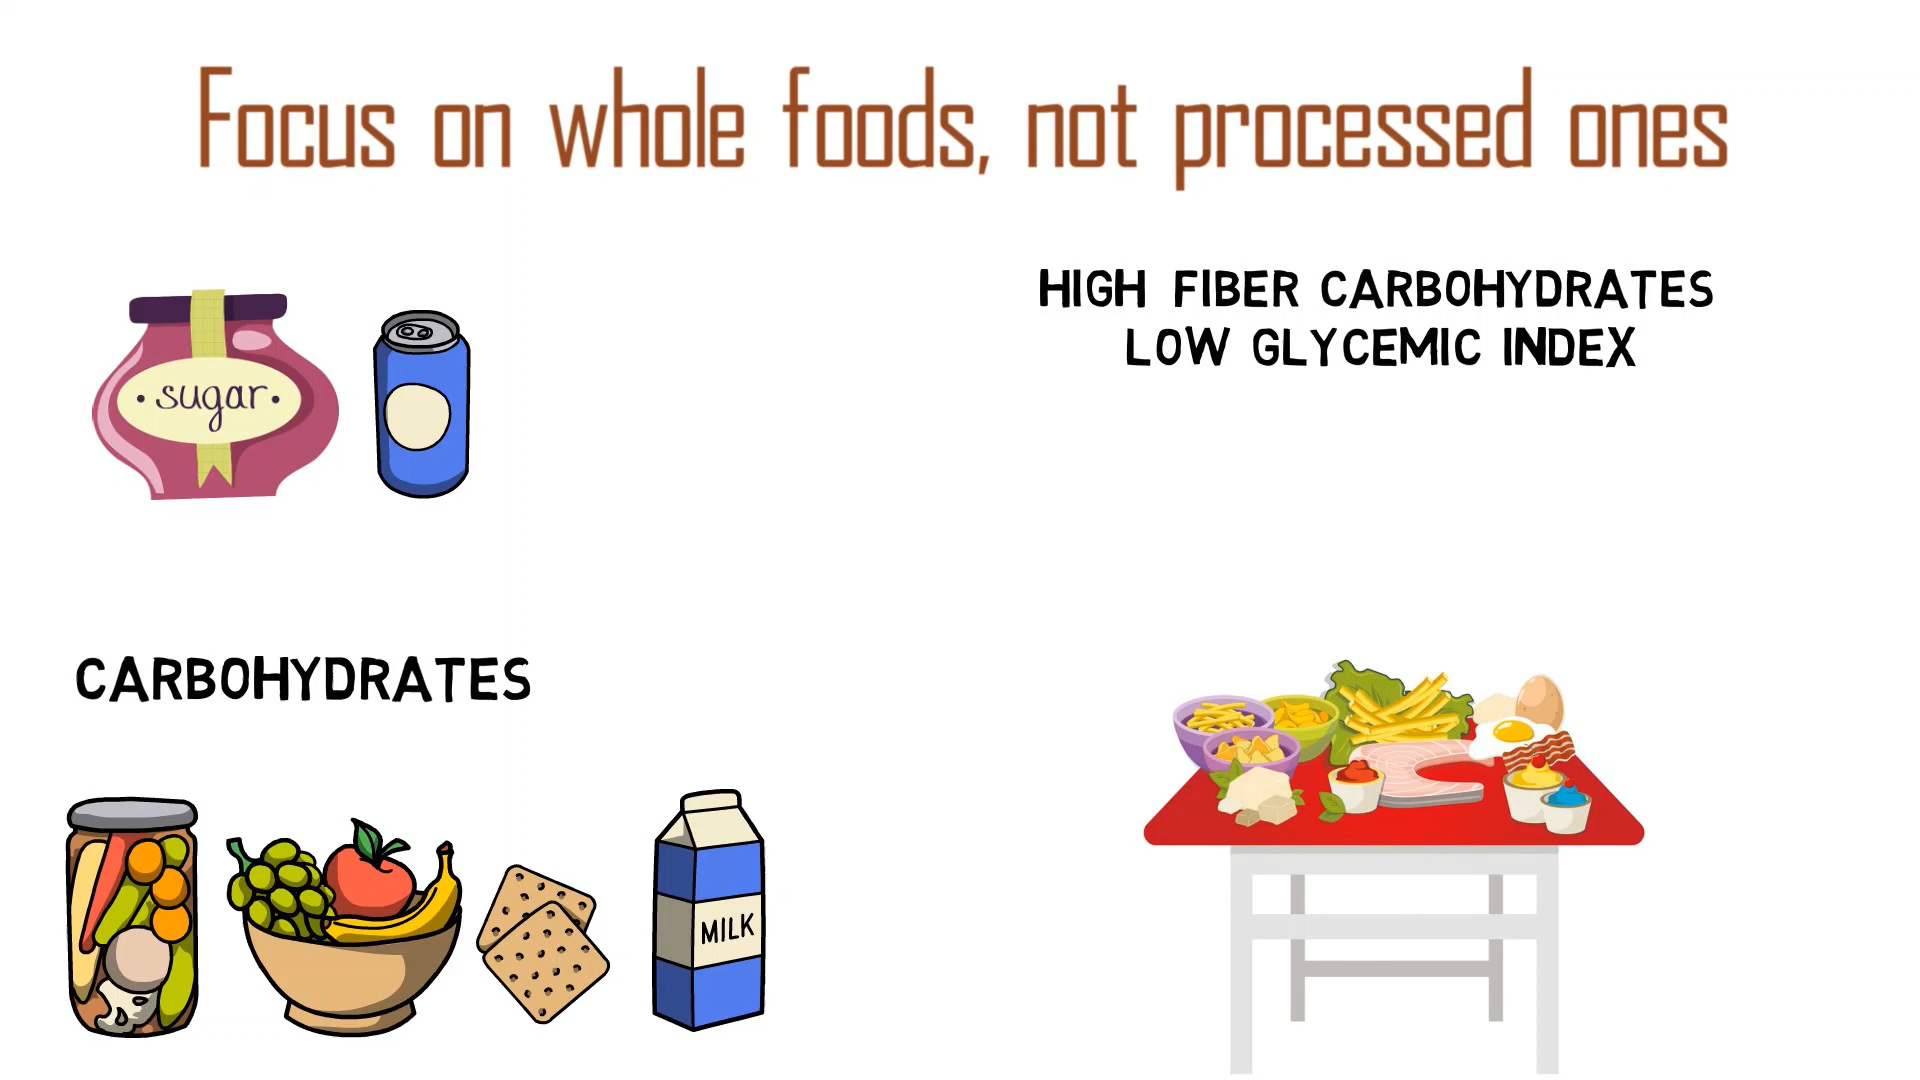 Focus on whole foods, not processed ones
HIGH FIBER CARBOHYDRATES
LOW GLYCEMIC INDEX
• sugar •
CARBOHYDRATES
MILK